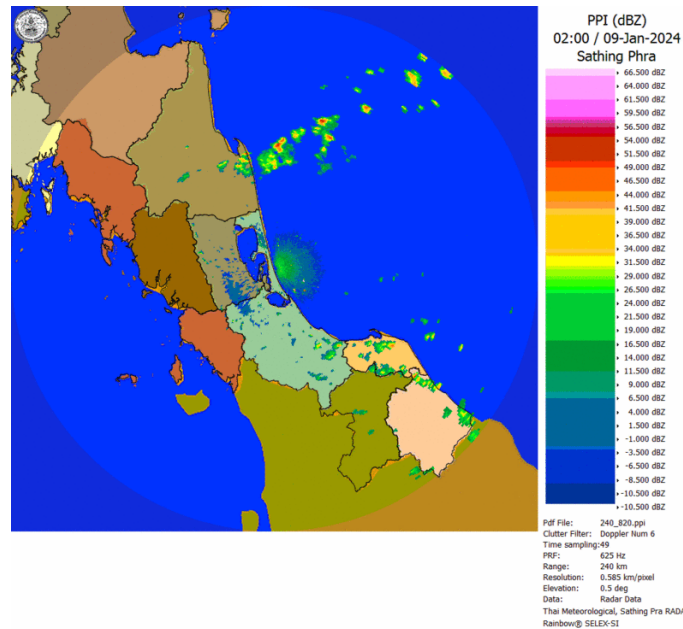 PPI (dBZ)
02:00 / 09-Jan-2024
Sathing Phra
66.500 dBZ
64.000 dBZ
61.500 dBZ
59.500 dBZ
56.500 dBZ
54.000 dBZ
51.500 dBZ
49.000 dBZ
46.500 dBZ
44.000 dBZ
41.500 dBZ
39.000 dBZ
36.500 dBZ
34.000 dBZ
31.500 dBZ
29.000 dBZ
26.500 dBZ
24.000 dBZ
21.500 dBZ
19.000 dBZ
16.500 dBZ
14.000 dBZ
11.500 dBZ
9.000 dBZ
6.500 dBZ
4.000 dBZ
1.500 dBZ
-1.000 dBZ
-3.500 dBZ
-6.500 dBZ
-8.500 dBZ
-10.500 dBZ
-10.500 dBZ
Pdf File: 240_820.ppi
Clutter Filter: Doppler Num 6
Time sampling:49
PRF: 625 Hz
Range: 240 km
Resolution: 0.585 km/pixel
Elevation: 0.5 deg
Data: Radar Data
Thai Meteorological, Sathing Pra RADA
Rainbow® SELEX-SI